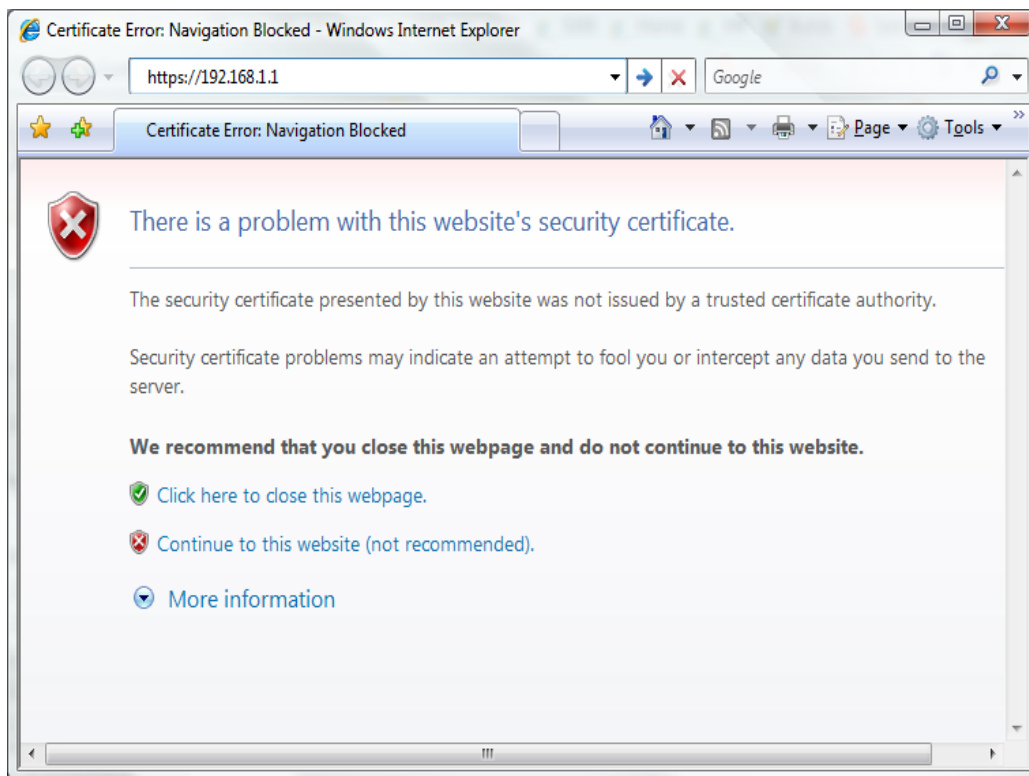 Certificate Error: Navigation Blocked - Windows Internet Explorer
https://192.168.1.1
Google
Certificate Error: Navigation Blocked
Page
Tools
There is a problem with this website's security certificate.
The security certificate presented by this website was not issued by a trusted certificate authority.
Security certificate problems may indicate an attempt to fool you or intercept any data you send to the
server.
We recommend that you close this webpage and do not continue to this website.
Click here to close this webpage.
Continue to this website (not recommended).
More information